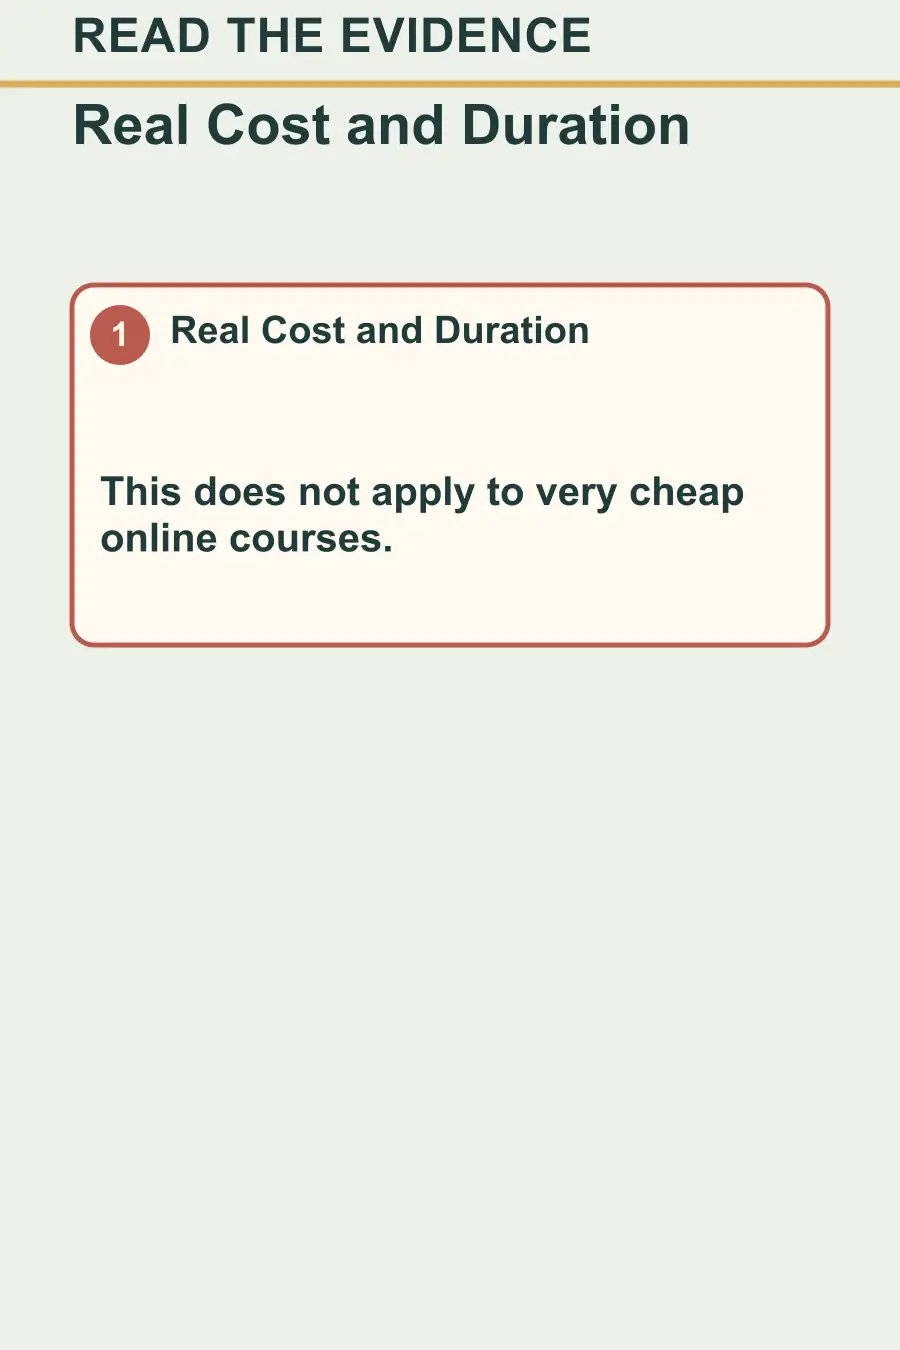 READ THE EVIDENCE
Real Cost and Duration
1 Real Cost and Duration
This does not apply to very cheap
online courses.